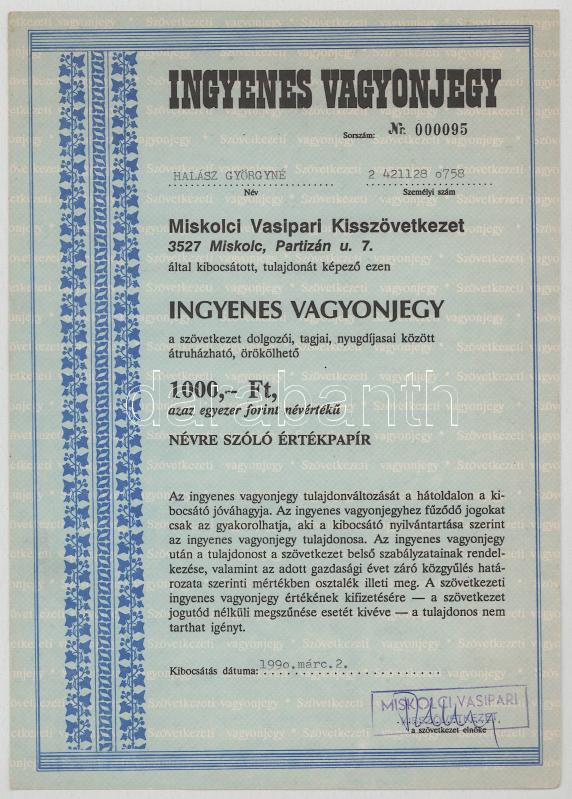 INGYENES VAGYONJEGY
Sorszám: Nr. 000095
HALÁSZ GYÖRGYNÉ 2 421128 o758
Név Személyi szám
Miskolci Vasipari Kisszövetkezet
3527 Miskolc, Partizán u. 7.
által kibocsátott, tulajdonát képező ezen
INGYENES VAGYONJEGY
a szövetkezet dolgozói, tagjai, nyugdíjasai között
átruházható, örökölhető
1000,-- Ft,
azaz egyezer forint névértékű
NÉVRE SZÓLÓ ÉRTÉKPAPÍR
darabanth
Az ingyenes vagyonjegy tulajdonváltozását a hátoldalon a ki-
bocsátó jóváhagyja. Az ingyenes vagyonjegyhez fűződő jogokat
csak az gyakorolhatja, aki a kibocsátó nyilvántartása szerint
az ingyenes vagyonjegy tulajdonosa. Az ingyenes vagyonjegy
után a tulajdonost a szövetkezet belső szabályzatainak rendel-
kezése, valamint az adott gazdasági évet záró közgyűlés hatá-
rozata szerinti mértékben osztalék illeti meg. A szövetkezeti
ingyenes vagyonjegy értékének kifizetésére — a szövetkezet
jogutód nélküli megszűnése esetét kivéve — a tulajdonos nem
tarthat igényt.
Kibocsátás dátuma: 199o.márc.2.
MISKOLCI VASIPARI
KISSZÖVETKEZET
a szövetkezet elnöke